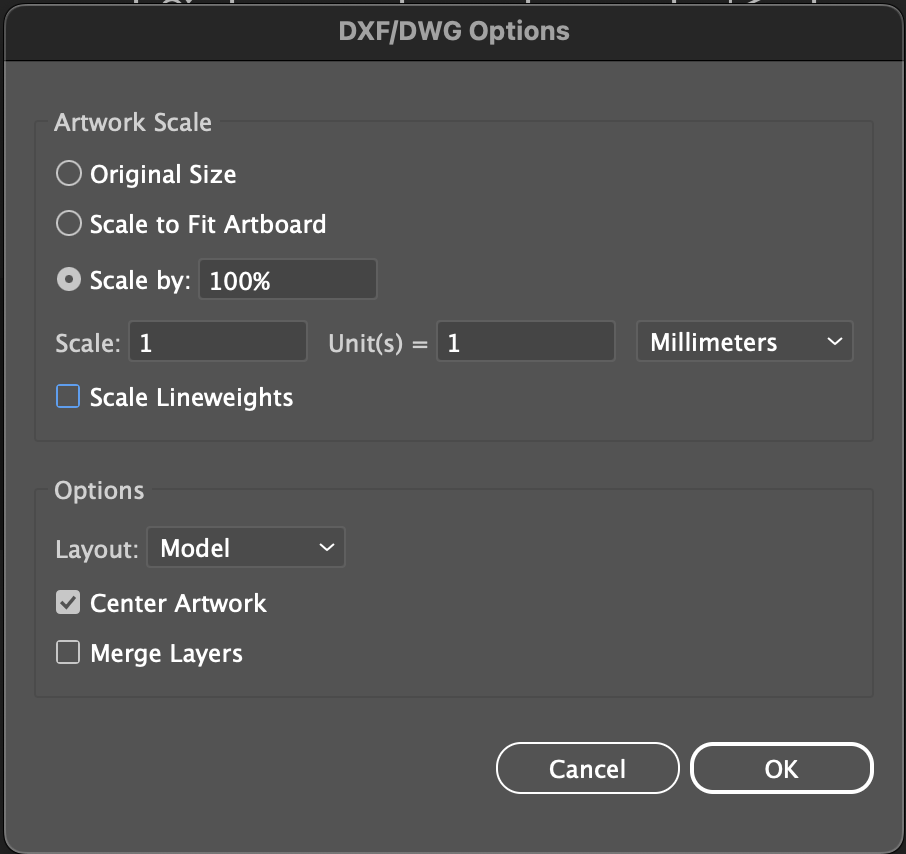 DXF/DWG Options
Artwork Scale
Original Size
Scale to Fit Artboard
Scale by: 100%
Scale: 1 Unit(s) = 1 Millimeters
Scale Lineweights
Options
Layout: Model
Center Artwork
Merge Layers
Cancel OK